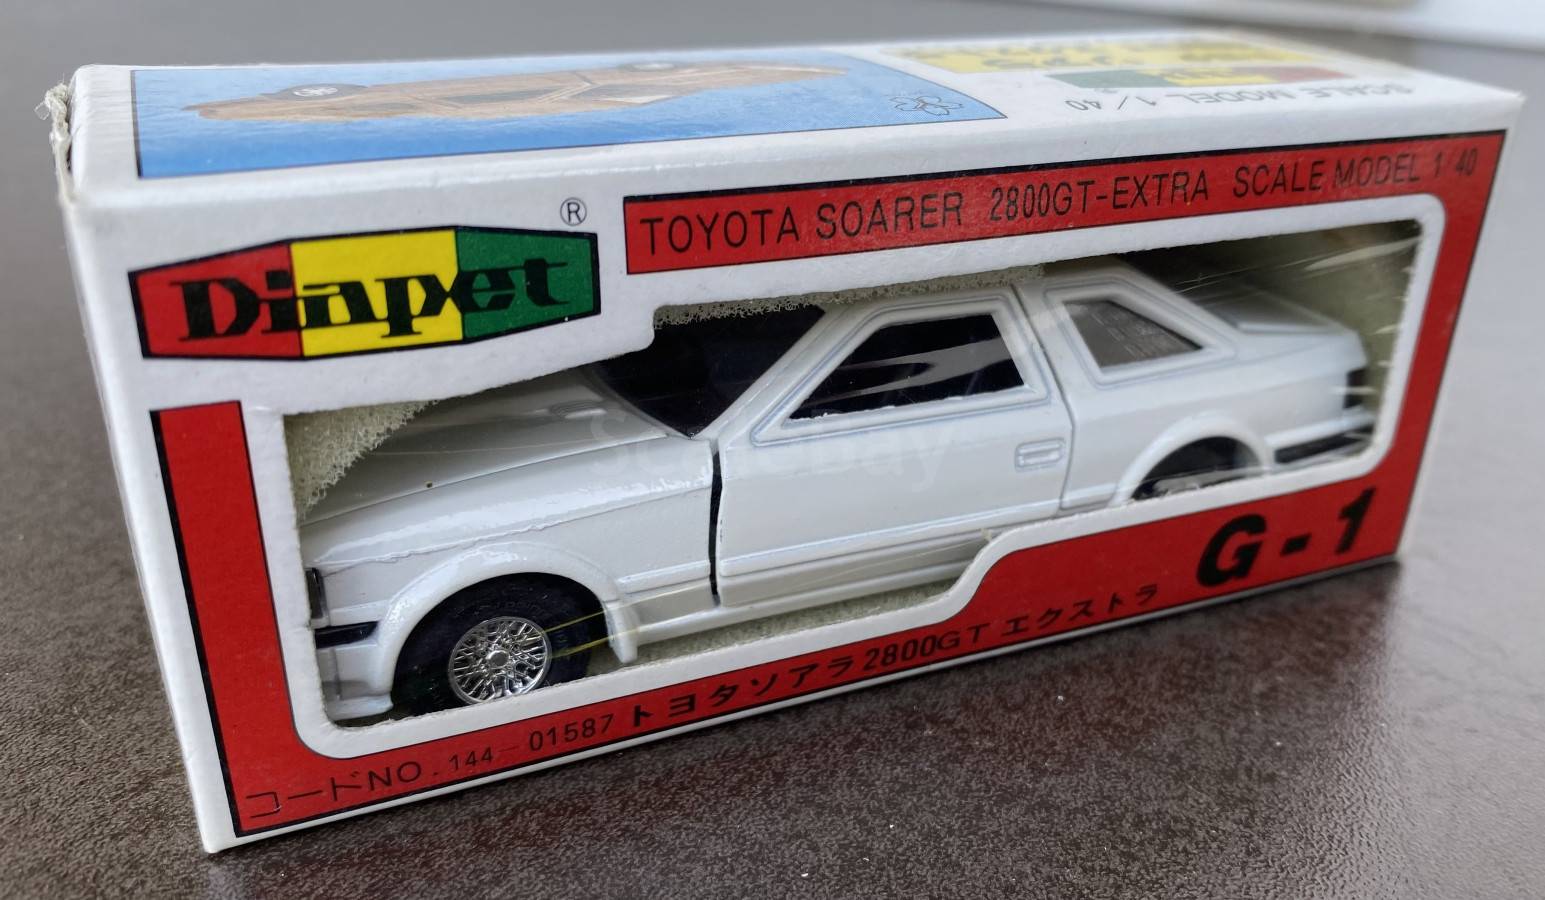 SCALE MODEL 1/40
®
Diapet
TOYOTA SOARER 2800GT-EXTRA SCALE MODEL 1/40
G-1
コードNO.144-01587 トヨタソアラ2800GT エクストラ